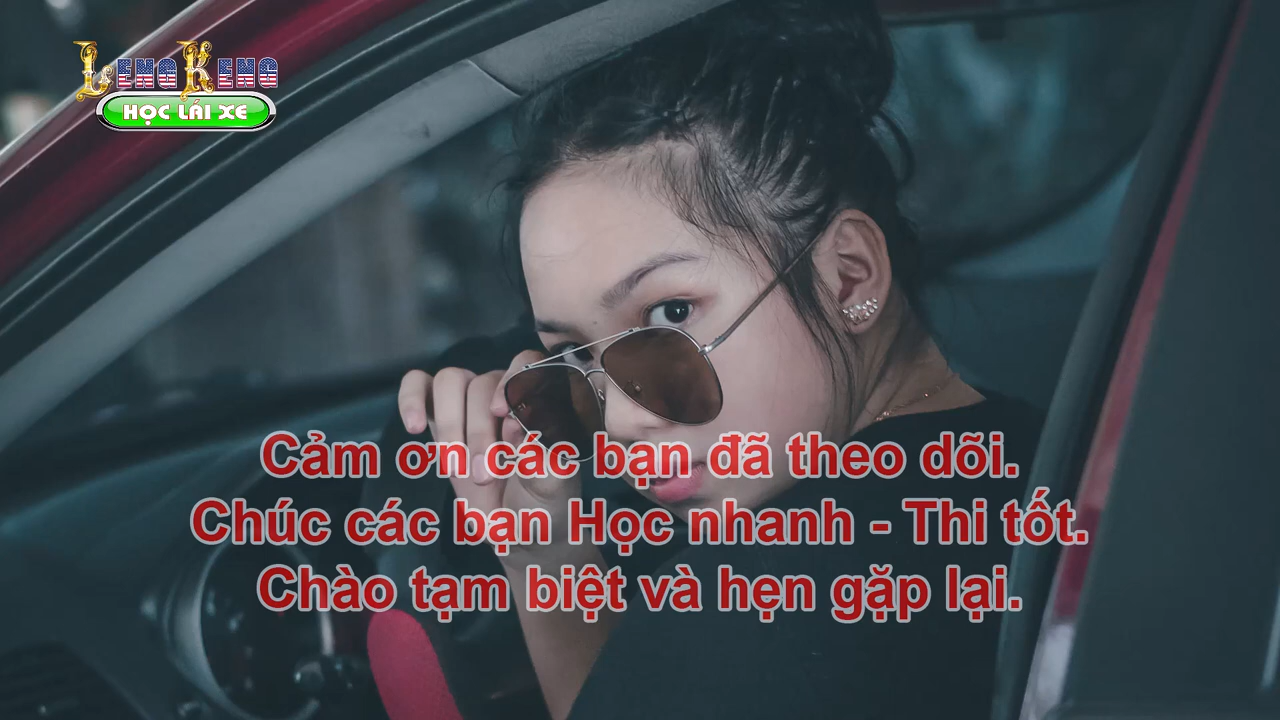 LENG KENG
HỌC LÁI XE
Cảm ơn các bạn đã theo dõi.
Chúc các bạn Học nhanh - Thi tốt.
Chào tạm biệt và hẹn gặp lại.